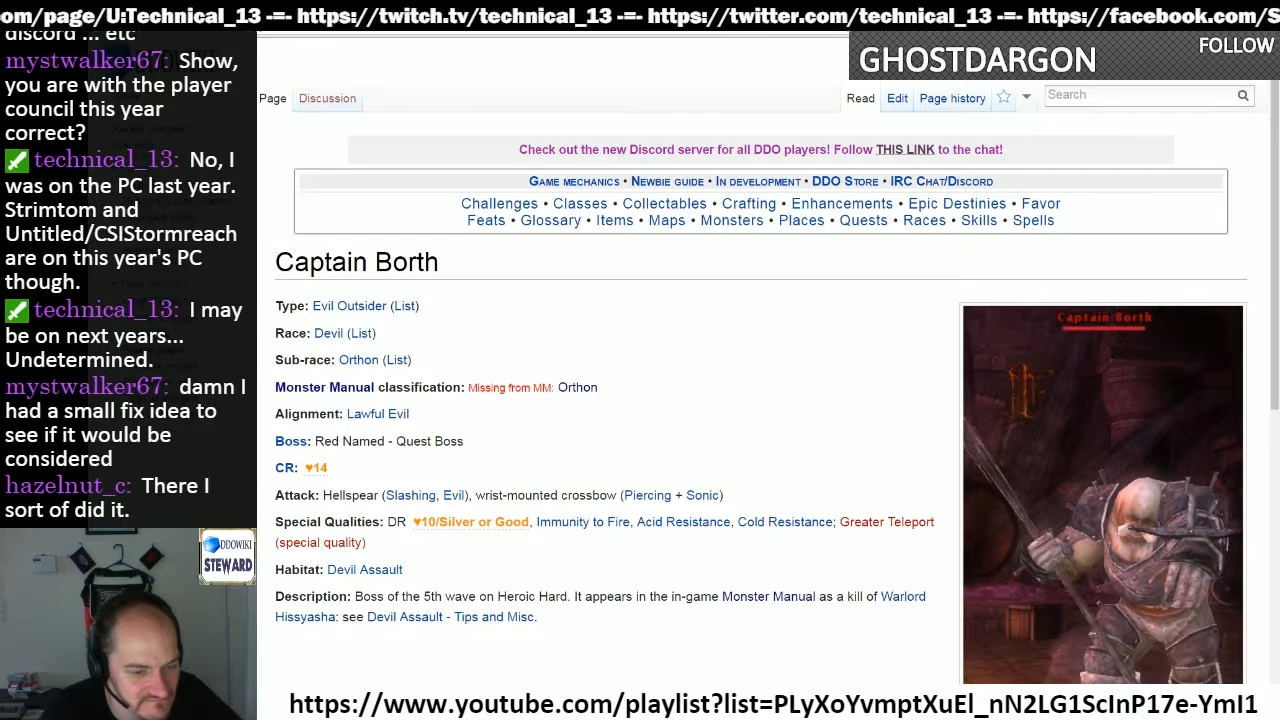 om/page/U:Technical_13 -=- https://twitch.tv/technical_13 -=- https://twitter.com/technical_13 -=- https://facebook.com/S
discord ... etc
mystwalker67: Show,
you are with the player
council this year
correct?
technical_13: No, I
was on the PC last year.
Strimtom and
Untitled/CSIStormreach
are on this year's PC
though.
technical_13: I may
be on next years...
Undetermined.
mystwalker67: damn I
had a small fix idea to
see if it would be
considered
hazelnut_c: There I
sort of did it.
DDOWIKI
STEWARD
GHOSTDARGON
FOLLOW
Page Discussion
Read Edit Page history
Search
Check out the new Discord server for all DDO players! Follow THIS LINK to the chat!
Game mechanics • Newbie guide • In development • DDO Store • IRC Chat/Discord
Challenges • Classes • Collectables • Crafting • Enhancements • Epic Destinies • Favor
Feats • Glossary • Items • Maps • Monsters • Places • Quests • Races • Skills • Spells
Captain Borth
Type: Evil Outsider (List)
Race: Devil (List)
Sub-race: Orthon (List)
Monster Manual classification: Missing from MM: Orthon
Alignment: Lawful Evil
Boss: Red Named - Quest Boss
CR: ♥14
Attack: Hellspear (Slashing, Evil), wrist-mounted crossbow (Piercing + Sonic)
Special Qualities: DR ♥10/Silver or Good, Immunity to Fire, Acid Resistance, Cold Resistance; Greater Teleport
(special quality)
Habitat: Devil Assault
Description: Boss of the 5th wave on Heroic Hard. It appears in the in-game Monster Manual as a kill of Warlord
Hissyasha: see Devil Assault - Tips and Misc.
Captain Borth
https://www.youtube.com/playlist?list=PLyXoYvmptXuEl_nN2LG1ScInP17e-YmI1